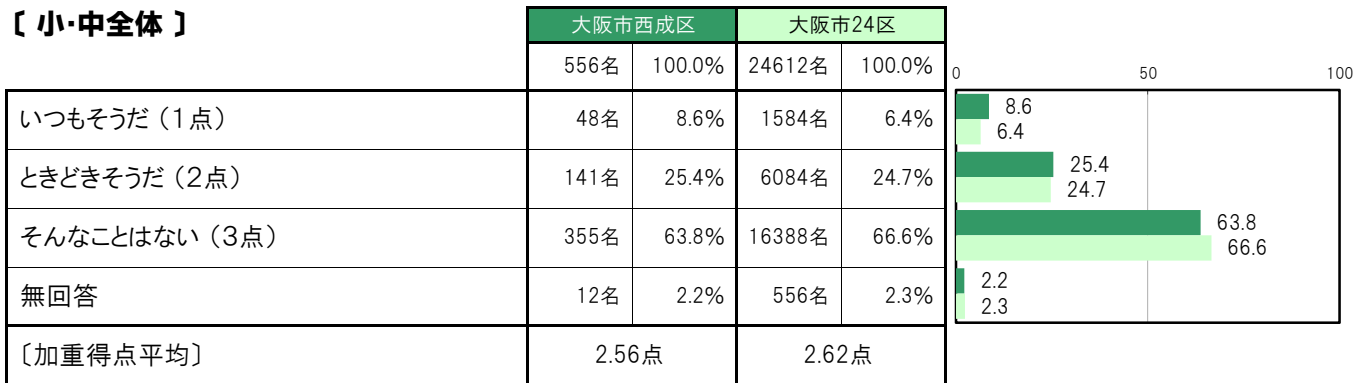 〔 小・中全体 〕
大阪市西成区 大阪市24区
556名 100.0% 24612名 100.0%
0 50 100
いつもそうだ（1点） 48名 8.6% 1584名 6.4%
8.6
6.4
ときどきそうだ（2点） 141名 25.4% 6084名 24.7%
25.4
24.7
そんなことはない（3点） 355名 63.8% 16388名 66.6%
63.8
66.6
無回答 12名 2.2% 556名 2.3%
2.2
2.3
〔加重得点平均〕 2.56点 2.62点